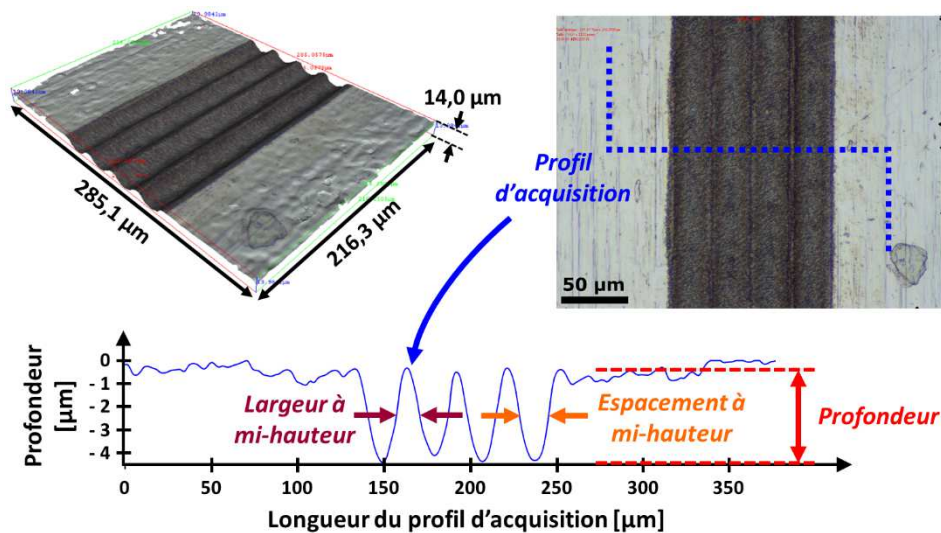 14,0 µm
285,1 µm
216,3 µm
Profil
d'acquisition
50 µm
Profondeur
[µm]
0
- 1
- 2
- 3
- 4
Largeur à
mi-hauteur
Espacement à
mi-hauteur
Profondeur
0
50
100
150
200
250
300
350
Longueur du profil d'acquisition [µm]